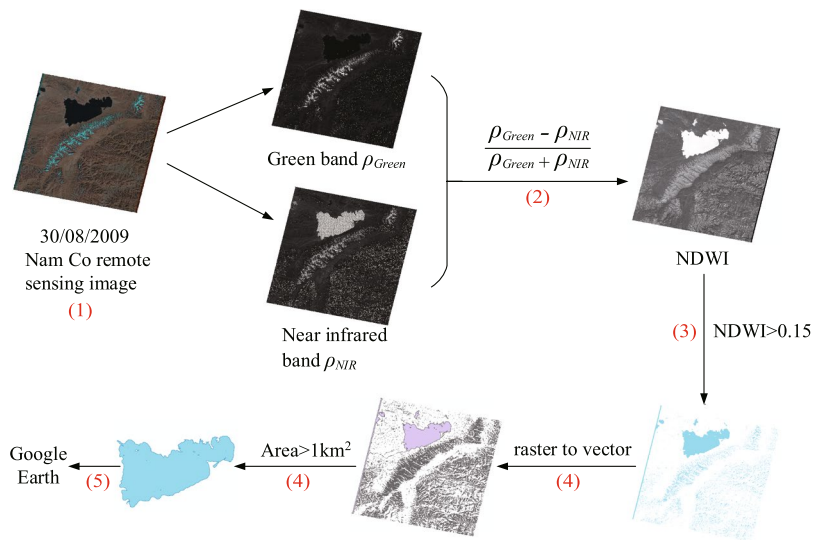 30/08/2009
Nam Co remote
sensing image
(1)
Green band ρGreen
Near infrared
band ρNIR
ρGreen − ρNIR
ρGreen + ρNIR
(2)
NDWI
(3) NDWI>0.15
raster to vector
(4)
Area>1km²
(4)
Google
Earth
(5)